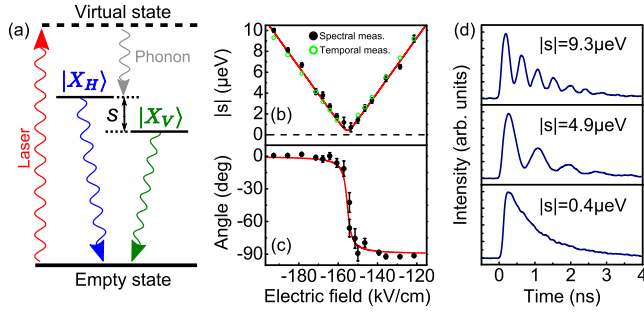 (a)
Virtual state
Phonon
|X_H⟩
S
|X_V⟩
Laser
Empty state
|s| (μeV)
10
8
6
4
2
0
Spectral meas.
Temporal meas.
(b)
Angle (deg)
0
-30
-60
-90
(c)
-180 -160 -140 -120
Electric field (kV/cm)
(d)
Intensity (arb. units)
|s|=9.3μeV
|s|=4.9μeV
|s|=0.4μeV
0 1 2 3 4
Time (ns)